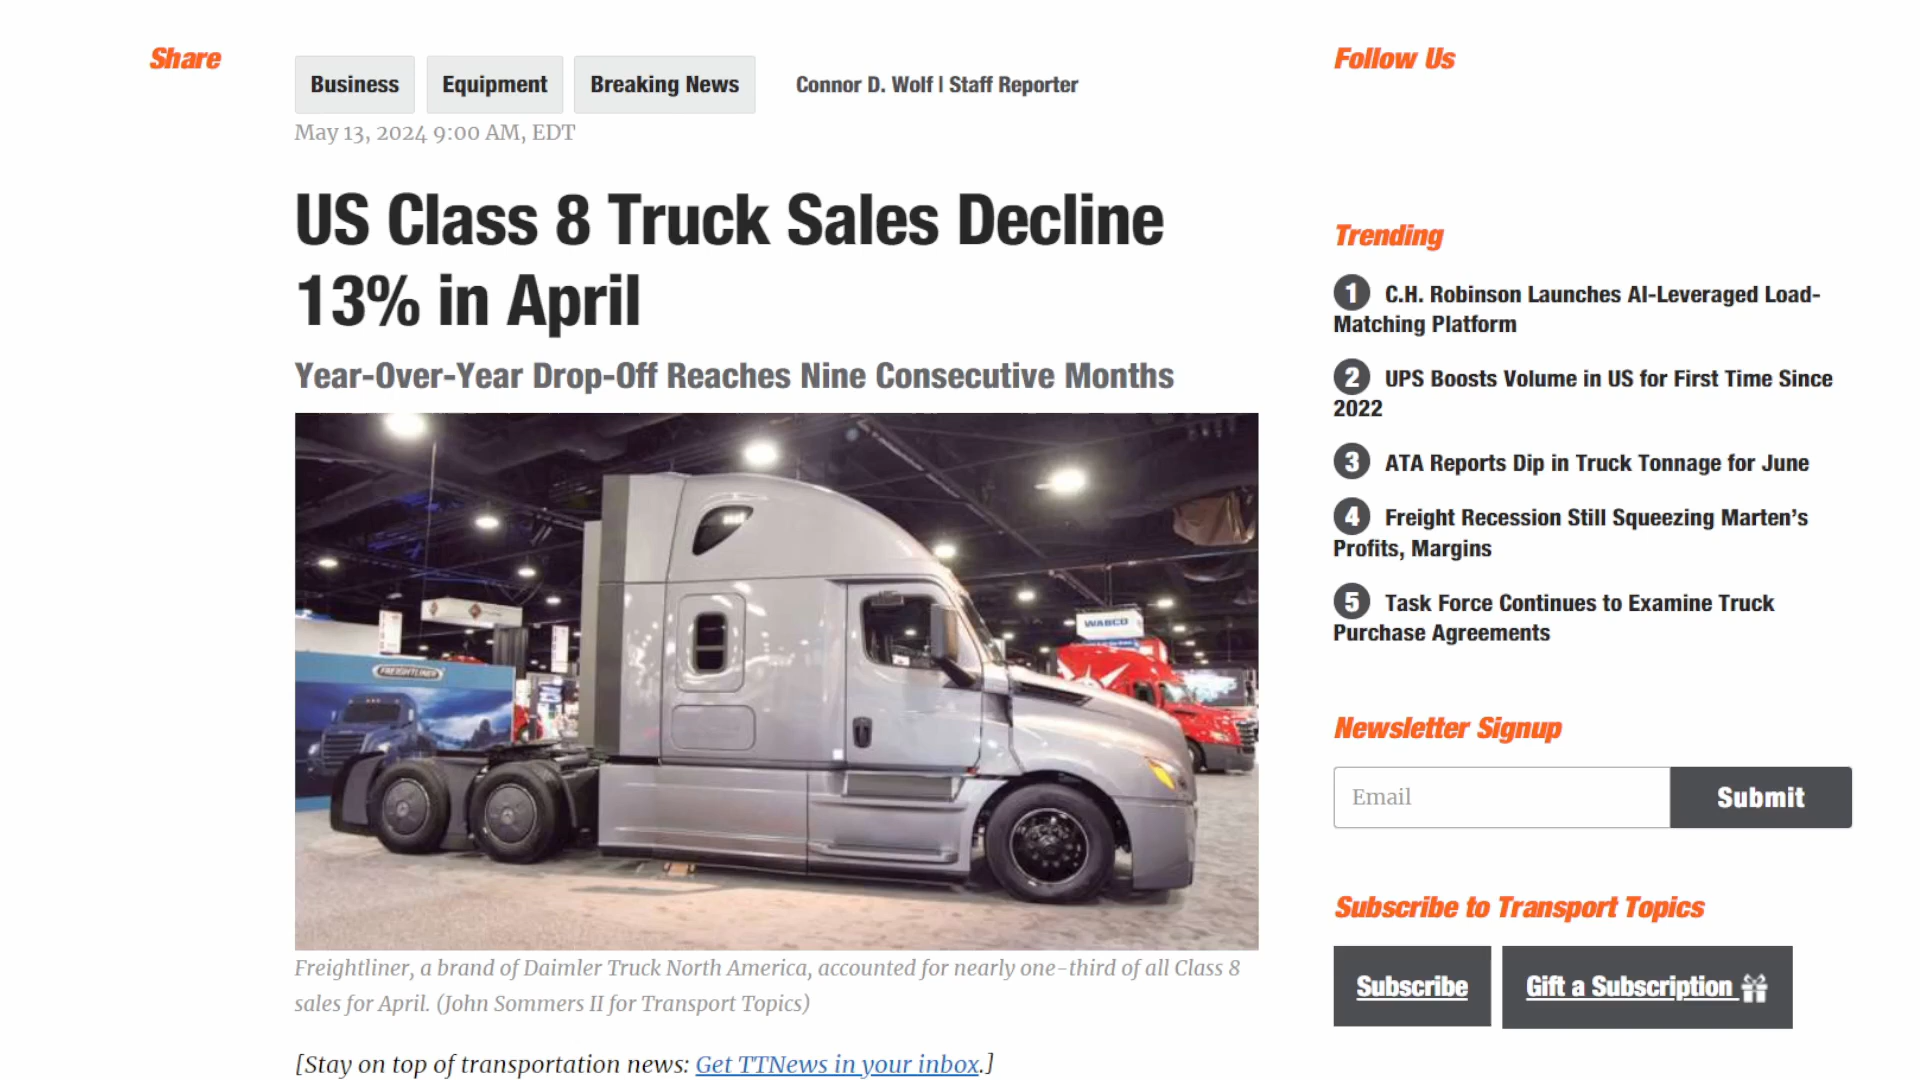 Share
Business
Equipment
Breaking News
Connor D. Wolf | Staff Reporter
May 13, 2024 9:00 AM, EDT
US Class 8 Truck Sales Decline
13% in April
Year-Over-Year Drop-Off Reaches Nine Consecutive Months
WABCO
FREIGHTLINER
Freightliner, a brand of Daimler Truck North America, accounted for nearly one-third of all Class 8
sales for April. (John Sommers II for Transport Topics)
[Stay on top of transportation news: Get TTNews in your inbox.]
Follow Us
Trending
1 C.H. Robinson Launches AI-Leveraged Load-
Matching Platform
2 UPS Boosts Volume in US for First Time Since
2022
3 ATA Reports Dip in Truck Tonnage for June
4 Freight Recession Still Squeezing Marten's
Profits, Margins
5 Task Force Continues to Examine Truck
Purchase Agreements
Newsletter Signup
Email
Submit
Subscribe to Transport Topics
Subscribe
Gift a Subscription